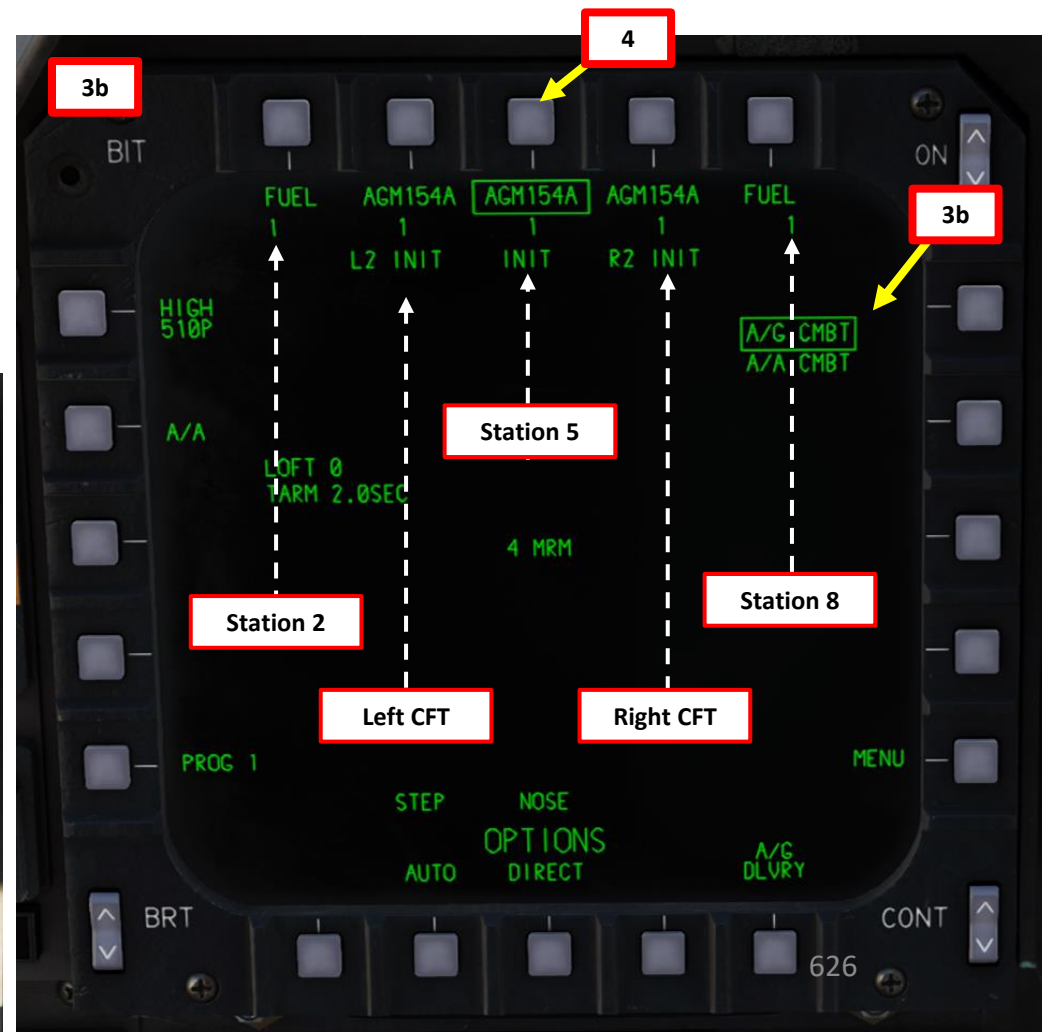 4
3b
BIT
ON
FUEL AGM154A AGM154A AGM154A FUEL
1 1 1 1 1
L2 INIT INIT R2 INIT
3b
HIGH
510P
A/G CMBT
A/A CMBT
A/A
Station 5
LOFT 0
TARM 2.0SEC
4 MRM
Station 2
Station 8
Left CFT
Right CFT
PROG 1
MENU
STEP NOSE
OPTIONS
AUTO DIRECT
A/G
DLVRY
BRT
CONT
626